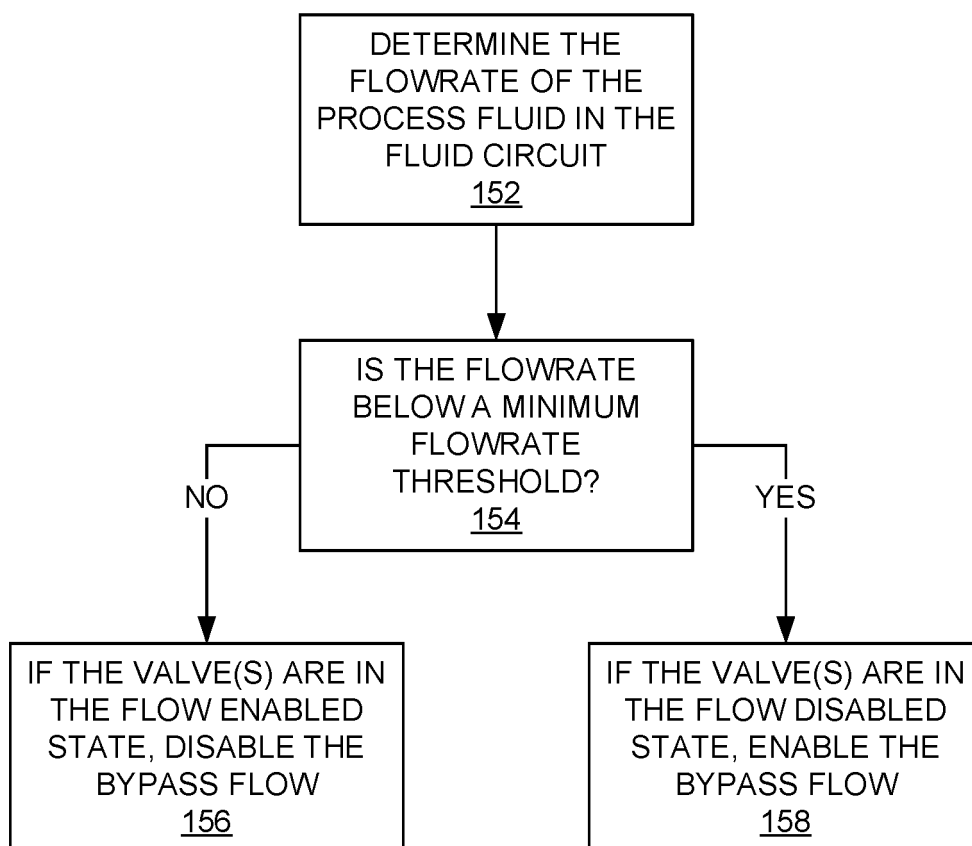 DETERMINE THE
FLOWRATE OF THE
PROCESS FLUID IN THE
FLUID CIRCUIT
152
IS THE FLOWRATE
BELOW A MINIMUM
FLOWRATE
THRESHOLD?
154
NO
YES
IF THE VALVE(S) ARE IN
THE FLOW ENABLED
STATE, DISABLE THE
BYPASS FLOW
156
IF THE VALVE(S) ARE IN
THE FLOW DISABLED
STATE, ENABLE THE
BYPASS FLOW
158